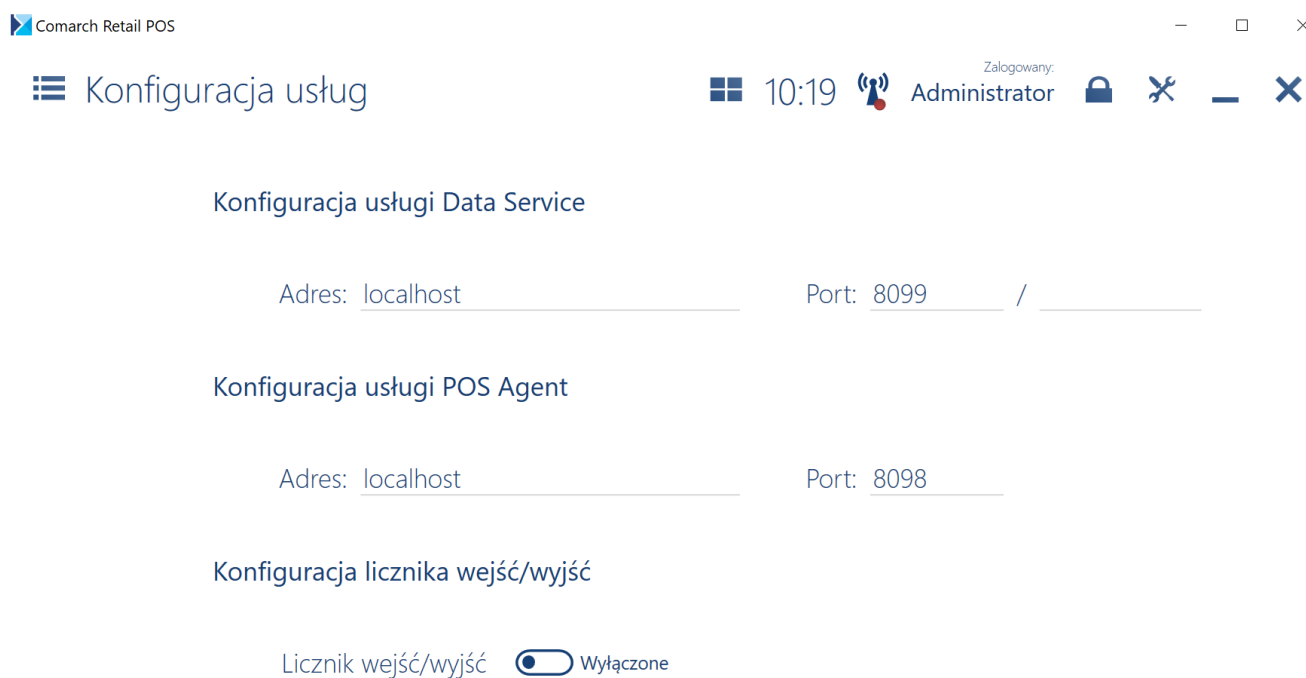 Comarch Retail POS
Konfiguracja usług
10:19
Zalogowany:
Administrator
Konfiguracja usługi Data Service
Adres: localhost Port: 8099 /
Konfiguracja usługi POS Agent
Adres: localhost Port: 8098
Konfiguracja licznika wejść/wyjść
Licznik wejść/wyjść Wyłączone